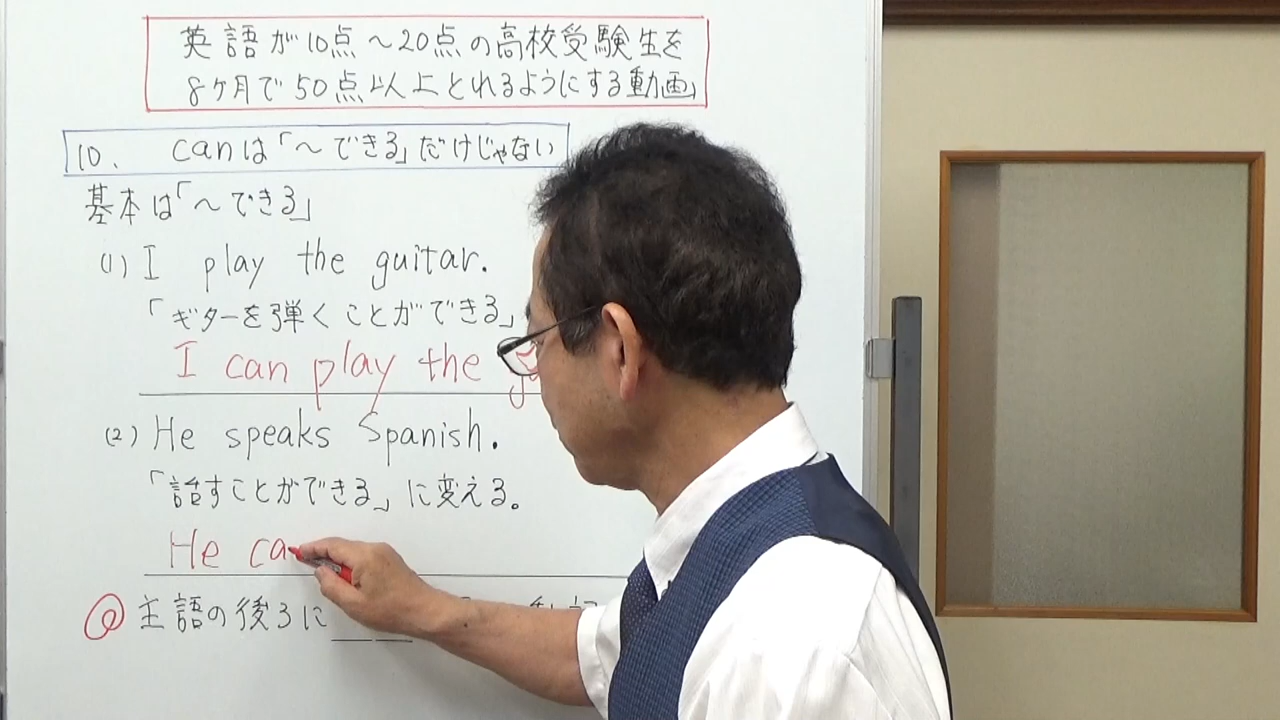 英語が10点〜20点の高校受験生を
8ヶ月で50点以上とれるようにする動画
10. canは「〜できる」だけじゃない
基本は「〜できる」
(1) I play the guitar.
「ギターを弾くことができる」
I can play the
(2) He speaks Spanish.
「話すことができる」に変える。
He ca
主語の後ろに